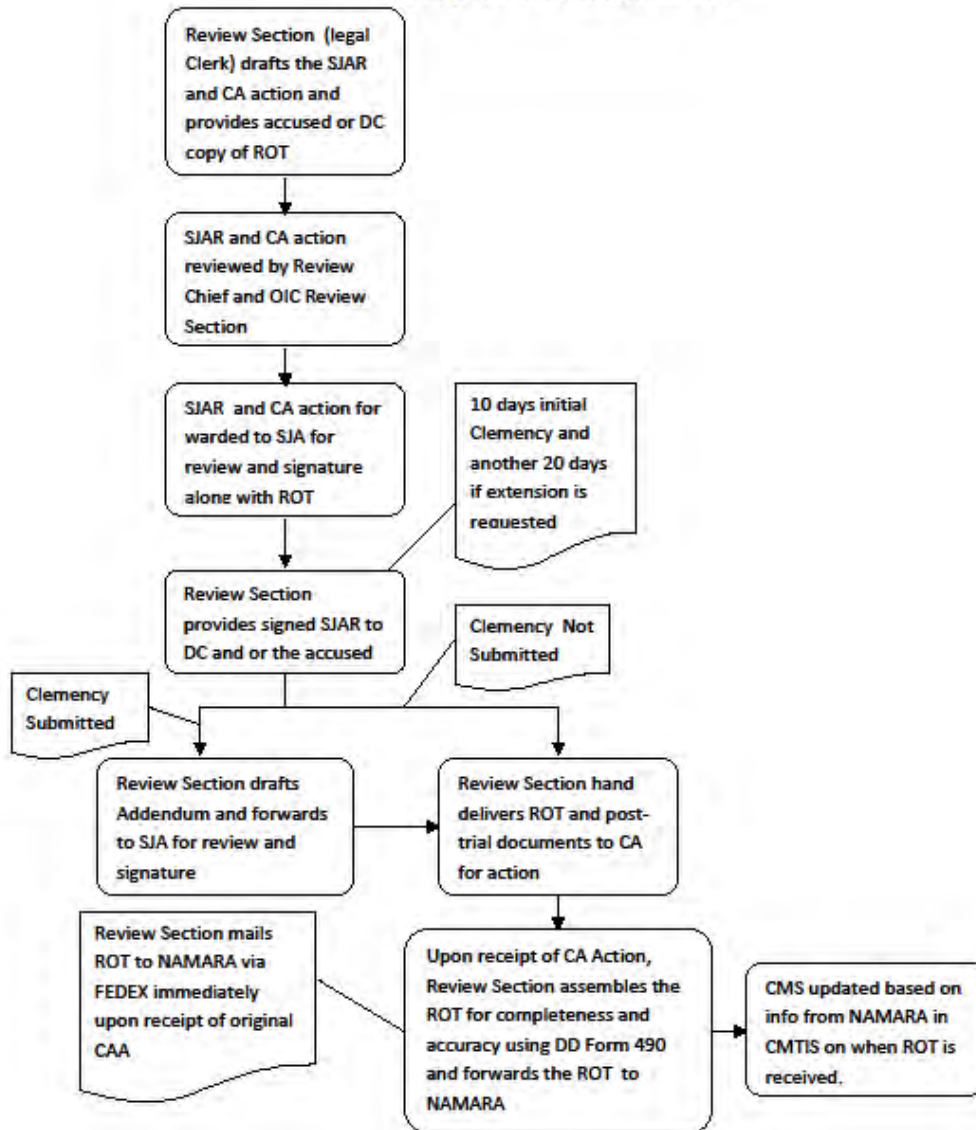 Review Section (legal
Clerk) drafts the SJAR
and CA action and
provides accused or DC
copy of ROT
SJAR and CA action
reviewed by Review
Chief and OIC Review
Section
SJAR and CA action for
warded to SJA for
review and signature
along with ROT
10 days initial
Clemency and
another 20 days
if extension is
requested
Review Section
provides signed SJAR to
DC and or the accused
Clemency Not
Submitted
Clemency
Submitted
Review Section drafts
Addendum and forwards
to SJA for review and
signature
Review Section hand
delivers ROT and post-
trial documents to CA
for action
Review Section mails
ROT to NAMARA via
FEDEX immediately
upon receipt of original
CAA
Upon receipt of CA Action,
Review Section assembles the
ROT for completeness and
accuracy using DD Form 490
and forwards the ROT to
NAMARA
CMS updated based on
info from NAMARA in
CMTIS on when ROT is
received.